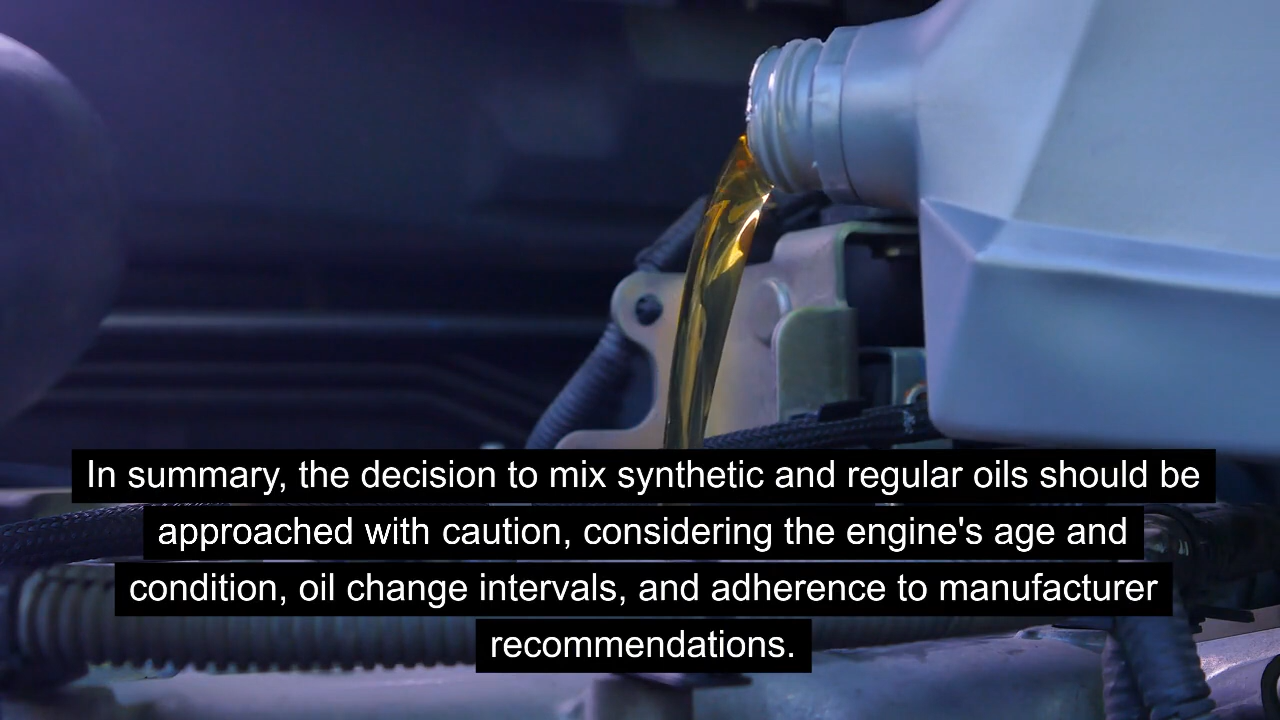 In summary, the decision to mix synthetic and regular oils should be
approached with caution, considering the engine's age and
condition, oil change intervals, and adherence to manufacturer
recommendations.